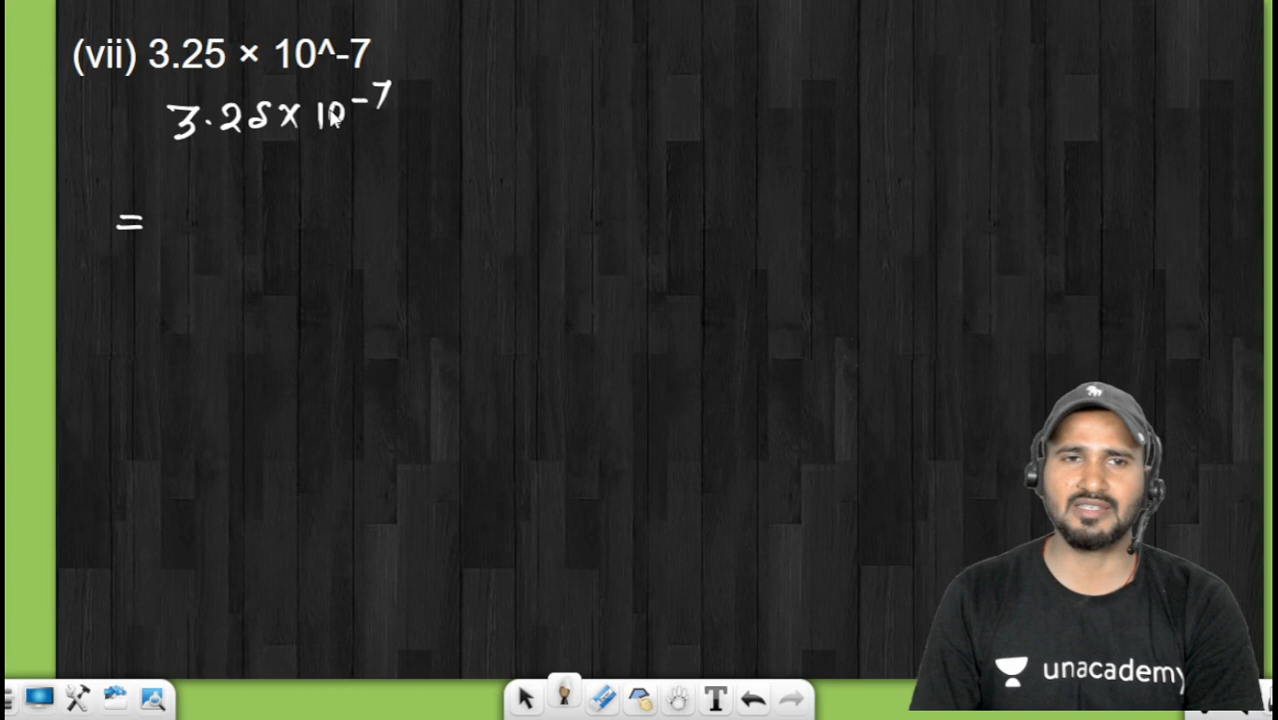 (vii) 3.25 × 10^-7
3.25 × 10⁻⁷
=
unacademy